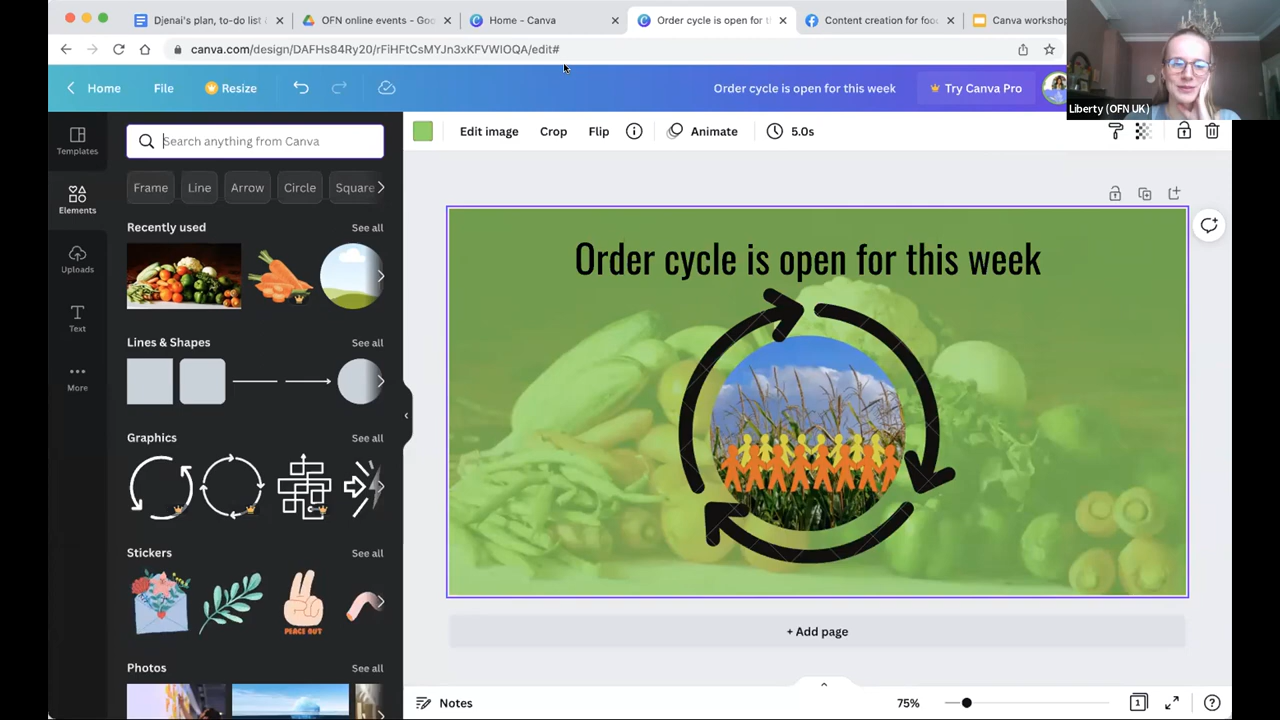 Djenai's plan, to-do list
OFN online events - Goo
Home - Canva
Order cycle is open for
Content creation for foo
Canva workshop
canva.com/design/DAFHs84Ry20/rFiHFtCsMYJn3xKFVWIOQA/edit#
Home
File
Resize
Order cycle is open for this week
Try Canva Pro
Liberty (OFN UK)
Templates
Elements
Uploads
Text
More
Search anything from Canva
Edit image
Crop
Flip
Animate
5.0s
Frame
Line
Arrow
Circle
Square
Recently used
See all
Lines & Shapes
See all
Graphics
See all
Stickers
See all
PEACE OUT
Photos
See all
Order cycle is open for this week
+ Add page
Notes
75%
1